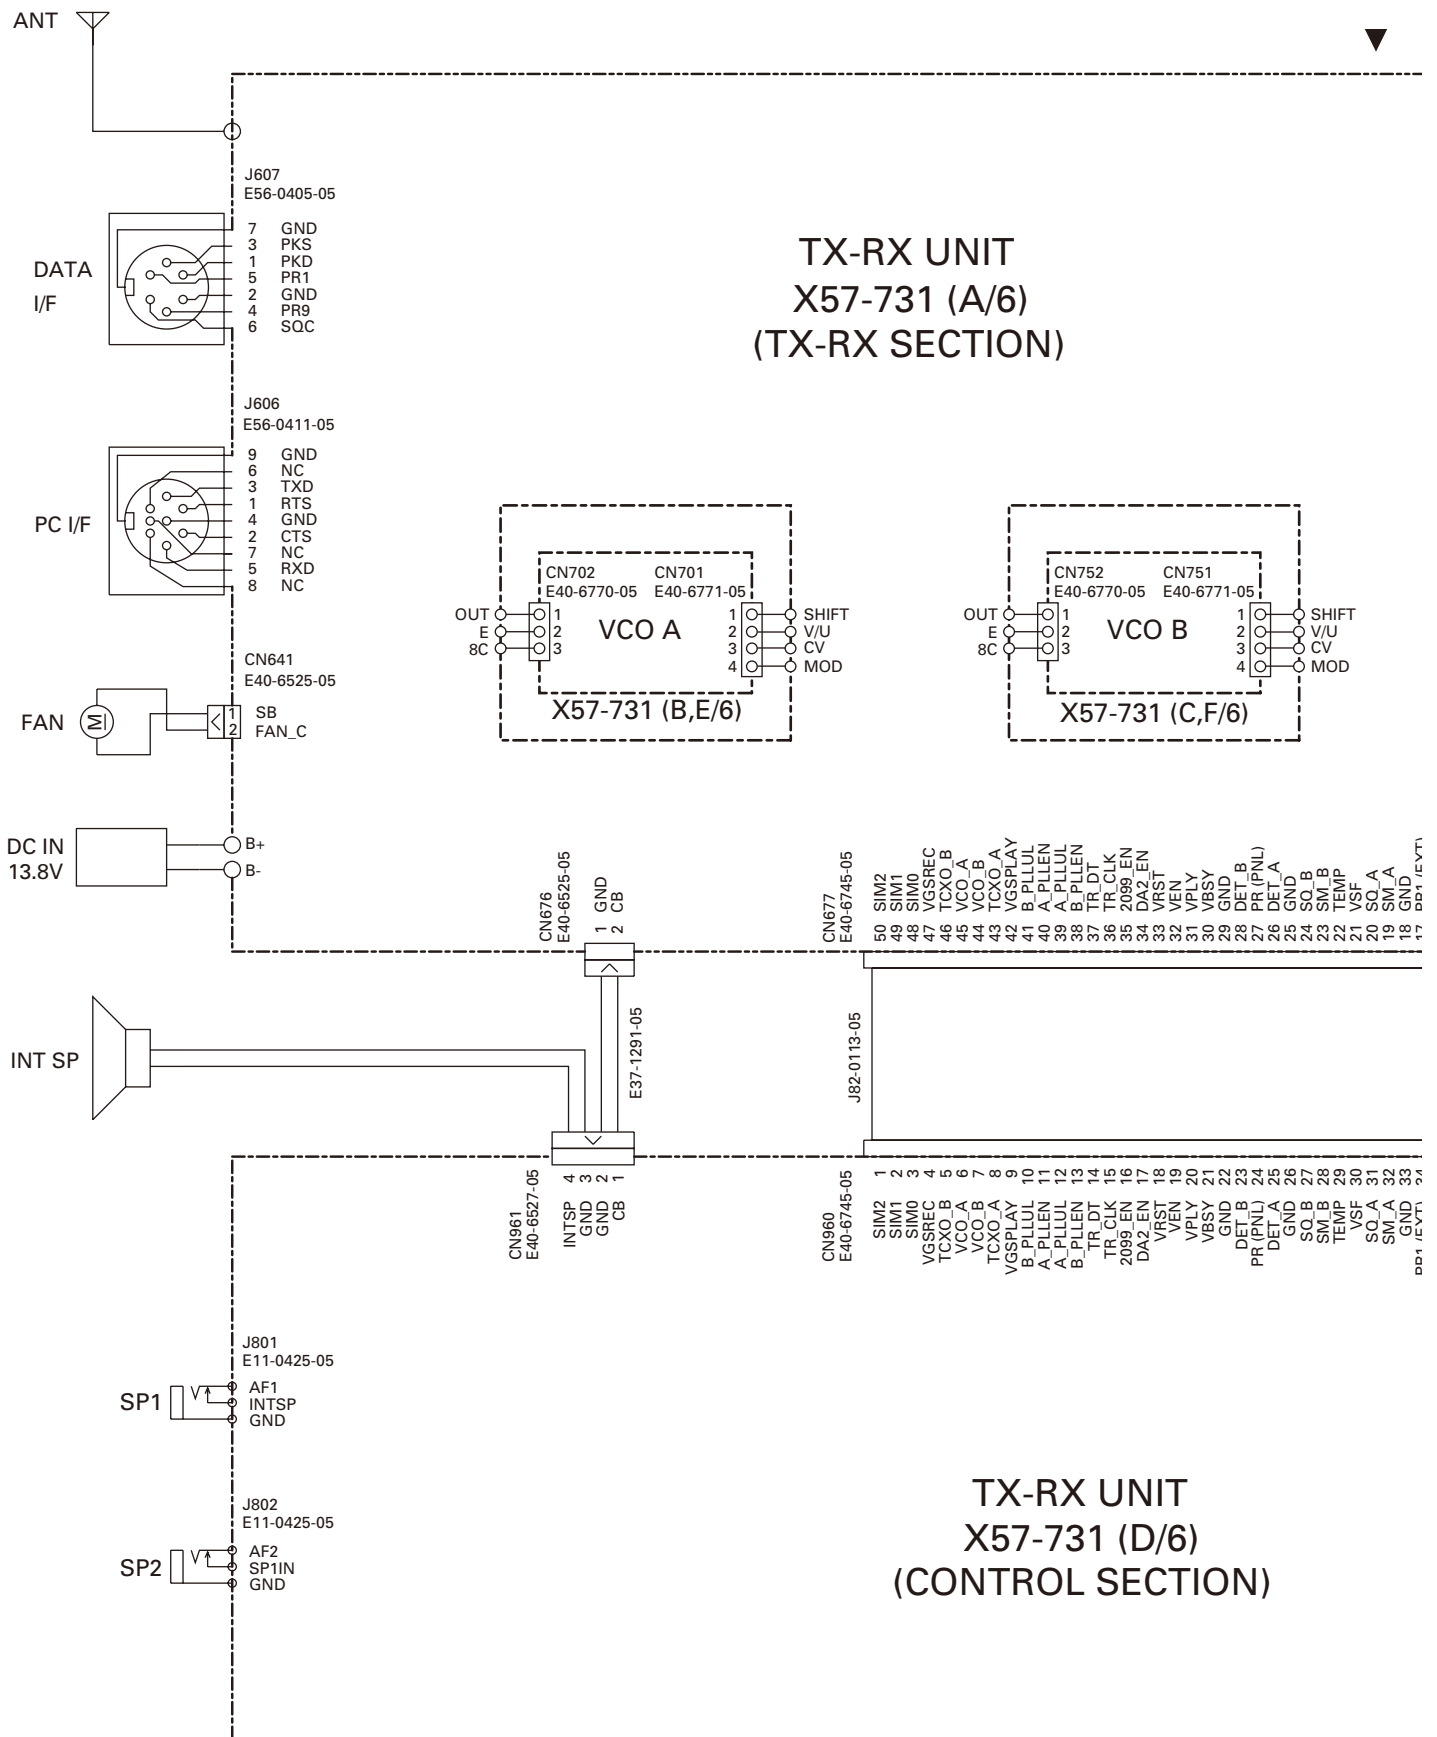 ANT
J607
E56-0405-05
DATA
I/F
7 GND
3 PKS
1 PKD
5 PR1
2 GND
4 PR9
6 SQC
TX-RX UNIT
X57-731 (A/6)
(TX-RX SECTION)
J606
E56-0411-05
PC I/F
9 GND
6 NC
3 TXD
1 RTS
4 GND
2 CTS
7 NC
5 RXD
8 NC
CN702
E40-6770-05
CN701
E40-6771-05
OUT 1
E 2
8C 3
VCO A
1 SHIFT
2 V/U
3 CV
4 MOD
X57-731 (B,E/6)
CN752
E40-6770-05
CN751
E40-6771-05
OUT 1
E 2
8C 3
VCO B
1 SHIFT
2 V/U
3 CV
4 MOD
X57-731 (C,F/6)
CN641
E40-6525-05
FAN
M
1 SB
2 FAN_C
DC IN
13.8V
B+
B-
CN676
E40-6525-05
1 GND
2 CB
CN677
E40-6745-05
50 SIM2
49 SIM1
48 SIM0
47 VGSREC
46 TCXO_B
45 VCO_A
44 VCO_B
43 TCXO_A
42 VGSPLAY
41 B_PLLUL
40 A_PLLEN
39 A_PLLUL
38 B_PLLEN
37 TR_DT
36 TR_CLK
35 2099_EN
34 DA2_EN
33 VRST
32 VEN
31 VPLY
30 VBSY
29 GND
28 DET_B
27 PR (PNL)
26 DET_A
25 GND
24 SQ_B
23 SM_B
22 TEMP
21 VSF
20 SQ_A
19 SM_A
18 GND
17 PR1 (EXT)
INT SP
E37-1291-05
J82-0113-05
CN961
E40-6527-05
4 INTSP
3 GND
2 GND
1 CB
CN960
E40-6745-05
1 SIM2
2 SIM1
3 SIM0
4 VGSREC
5 TCXO_B
6 VCO_A
7 VCO_B
8 TCXO_A
9 VGSPLAY
10 B_PLLUL
11 A_PLLEN
12 A_PLLUL
13 B_PLLEN
14 TR_DT
15 TR_CLK
16 2099_EN
17 DA2_EN
18 VRST
19 VEN
20 VPLY
21 VBSY
22 GND
23 DET_B
24 PR (PNL)
25 DET_A
26 GND
27 SQ_B
28 SM_B
29 TEMP
30 VSF
31 SQ_A
32 SM_A
33 GND
34 PR1 (EXT)
J801
E11-0425-05
SP1
AF1
INTSP
GND
J802
E11-0425-05
SP2
AF2
SP1IN
GND
TX-RX UNIT
X57-731 (D/6)
(CONTROL SECTION)